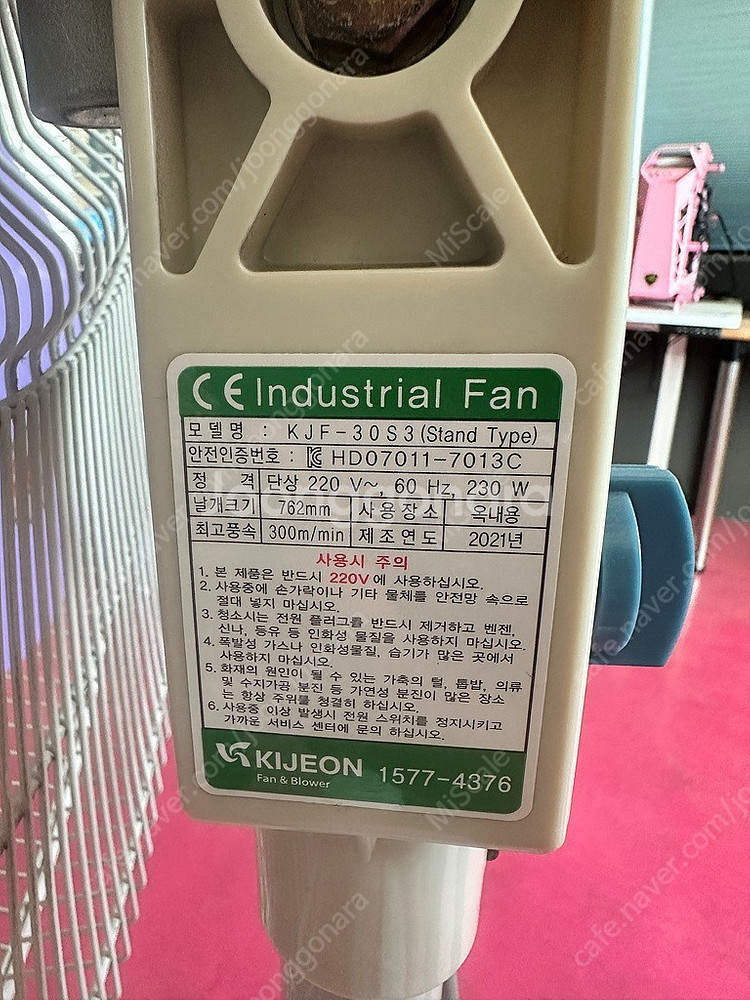 CE Industrial Fan
모델명 : KJF-30S3(Stand Type)
안전인증번호 : HD07011-7013C
정 격 단상 220 V~, 60 Hz, 230 W
날개크기 762mm 사용장소 옥내용
최고풍속 300m/min 제조연도 2021년
사용시 주의
1. 본 제품은 반드시 220V에 사용하십시오.
2. 사용중에 손가락이나 기타 물체를 안전망 속으로
절대 넣지 마십시오.
3. 청소시는 전원 플러그를 반드시 제거하고 벤젠,
신나, 등유 등 인화성 물질을 사용하지 마십시오.
4. 폭발성 가스나 인화성물질, 습기가 많은 곳에서
사용하지 마십시오.
5. 화재의 원인이 될 수 있는 가축의 털, 톱밥, 의류
및 수지가공 분진 등 가연성 분진이 많은 장소
는 항상 주위를 청결히 하십시오.
6. 사용중 이상 발생시 전원 스위치를 정지시키고
가까운 서비스 센터에 문의 하십시오.
KIJEON 1577-4376
Fan & Blower
cafe.naver.com/joonggonara
MiScale
joonggonara